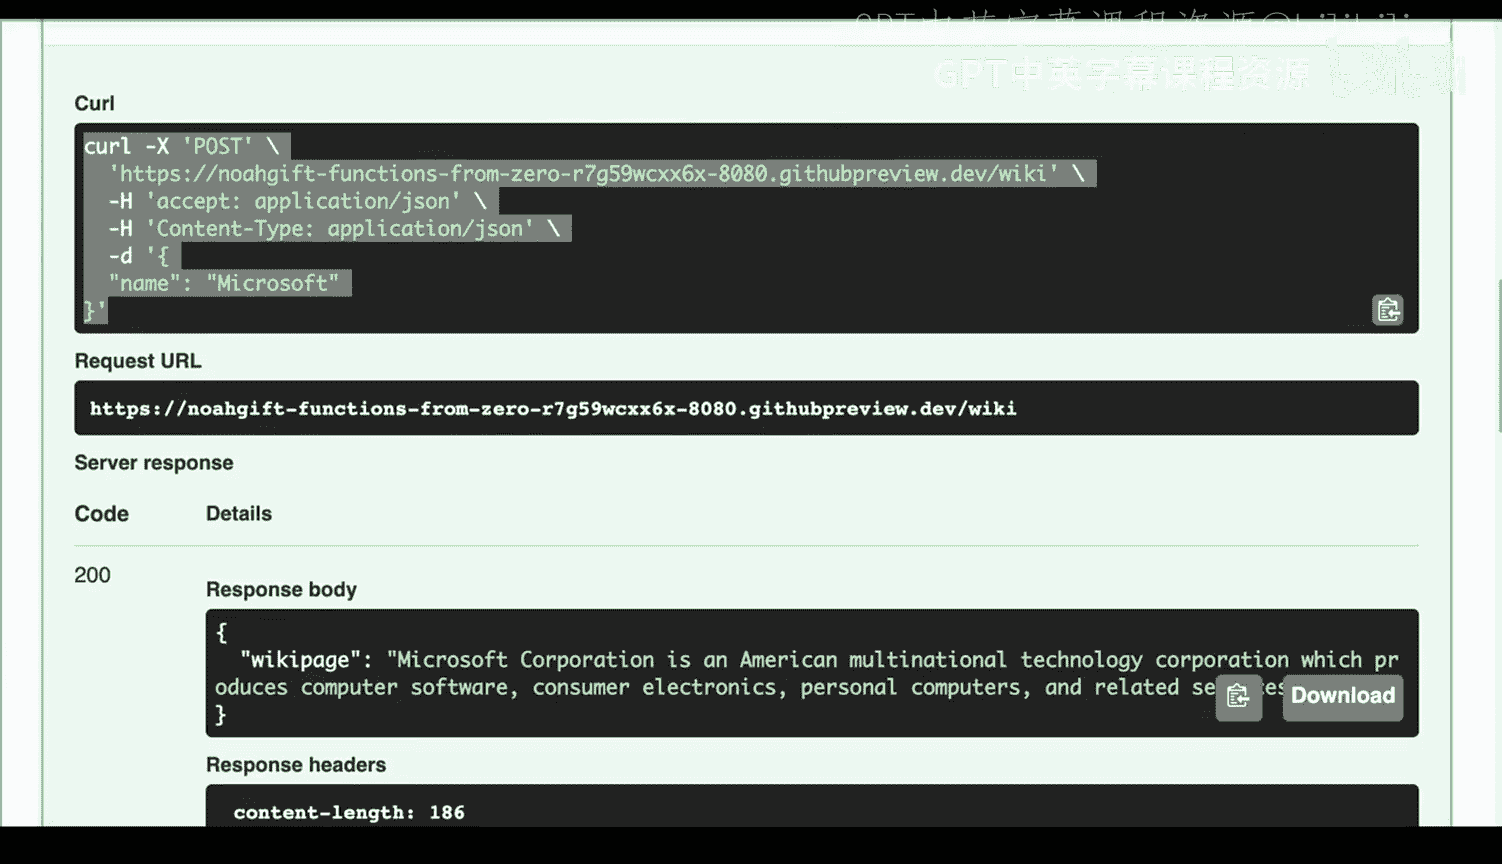 GPT中英字幕课程资源
Curl
curl -X 'POST' \
'https://noahgift-functions-from-zero-r7g59wcxx6x-8080.githubpreview.dev/wiki' \
-H 'accept: application/json' \
-H 'Content-Type: application/json' \
-d '{
"name": "Microsoft"
}'
Request URL
https://noahgift-functions-from-zero-r7g59wcxx6x-8080.githubpreview.dev/wiki
Server response
Code Details
200
Response body
{
"wikipage": "Microsoft Corporation is an American multinational technology corporation which pr
oduces computer software, consumer electronics, personal computers, and related
Download
}
Response headers
content-length: 186